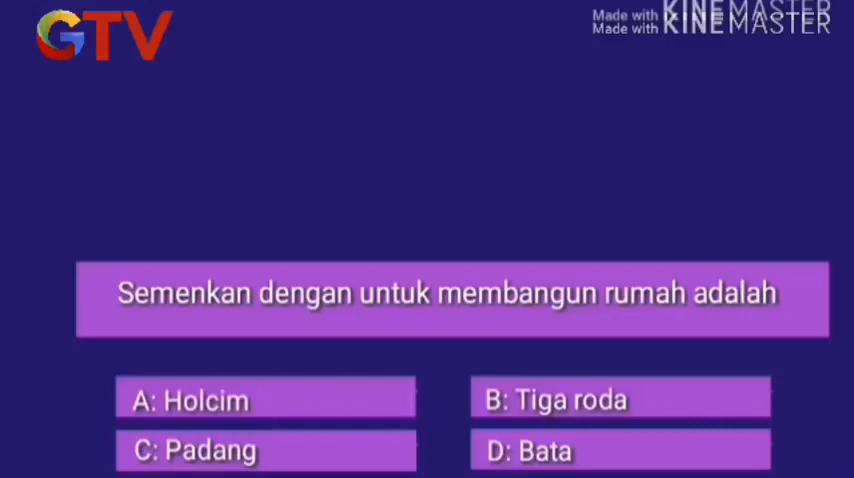 GTV
Made with KINEMASTER
Made with KINEMASTER
Semenkan dengan untuk membangun rumah adalah
A: Holcim
B: Tiga roda
C: Padang
D: Bata